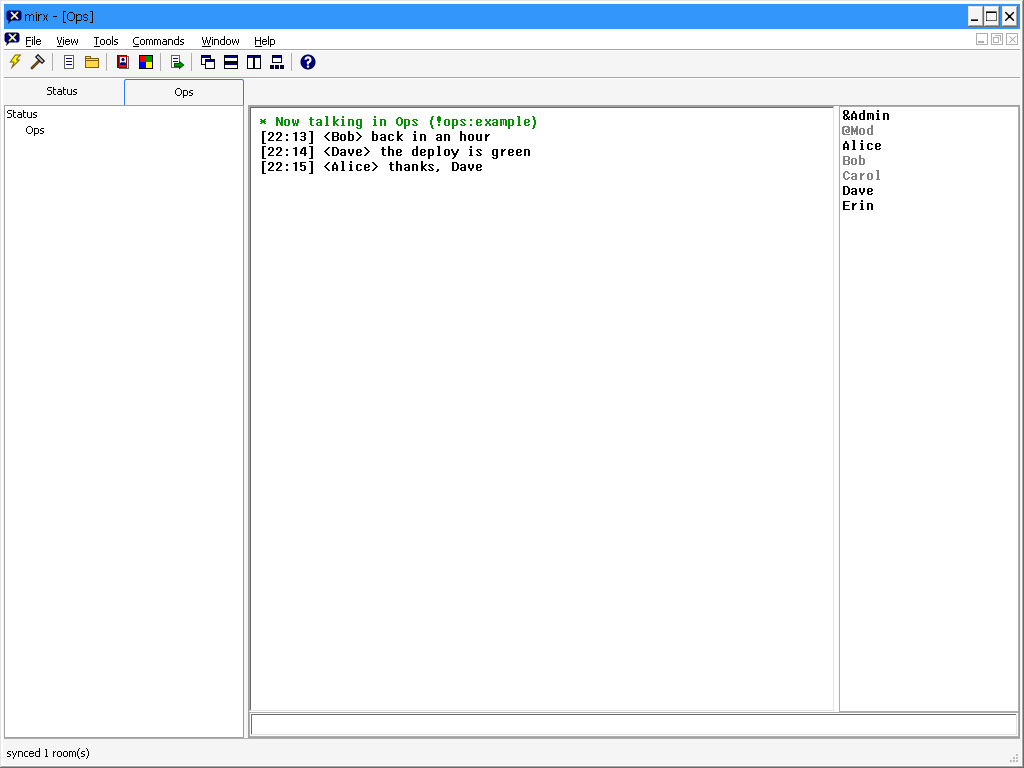 mirx - [Ops]
File View Tools Commands Window Help
Status Ops
Status
Ops
* Now talking in Ops (!ops:example)
[22:13] <Bob> back in an hour
[22:14] <Dave> the deploy is green
[22:15] <Alice> thanks, Dave
&Admin
@Mod
Alice
Bob
Carol
Dave
Erin
synced 1 room(s)